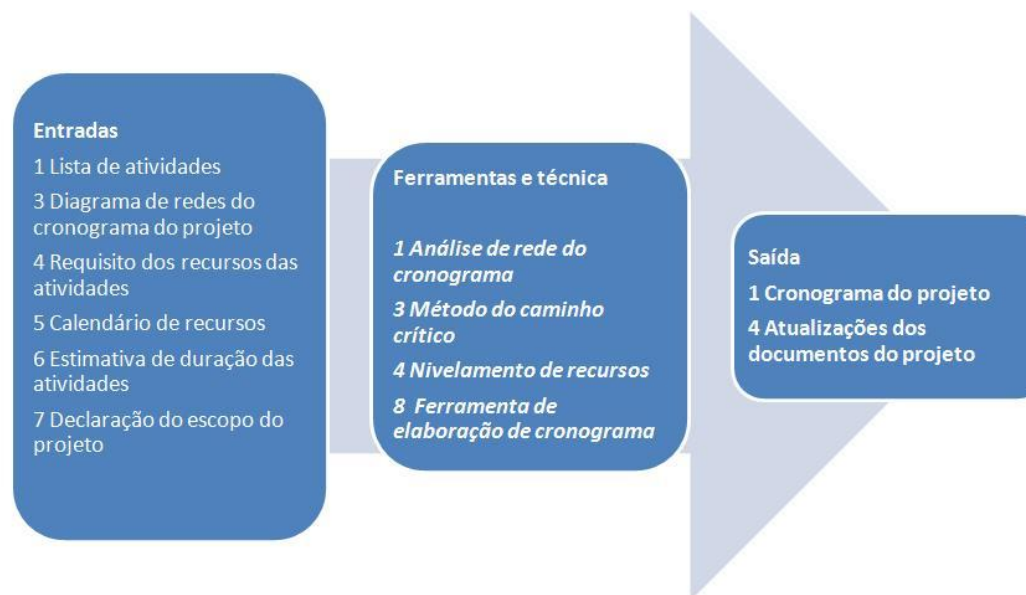 Entradas
1 Lista de atividades
3 Diagrama de redes do
cronograma do projeto
4 Requisito dos recursos das
atividades
5 Calendário de recursos
6 Estimativa de duração das
atividades
7 Declaração do escopo do
projeto
Ferramentas e técnica
1 Análise de rede do
cronograma
3 Método do caminho
crítico
4 Nivelamento de recursos
8 Ferramenta de
elaboração de cronograma
Saída
1 Cronograma do projeto
4 Atualizações dos
documentos do projeto